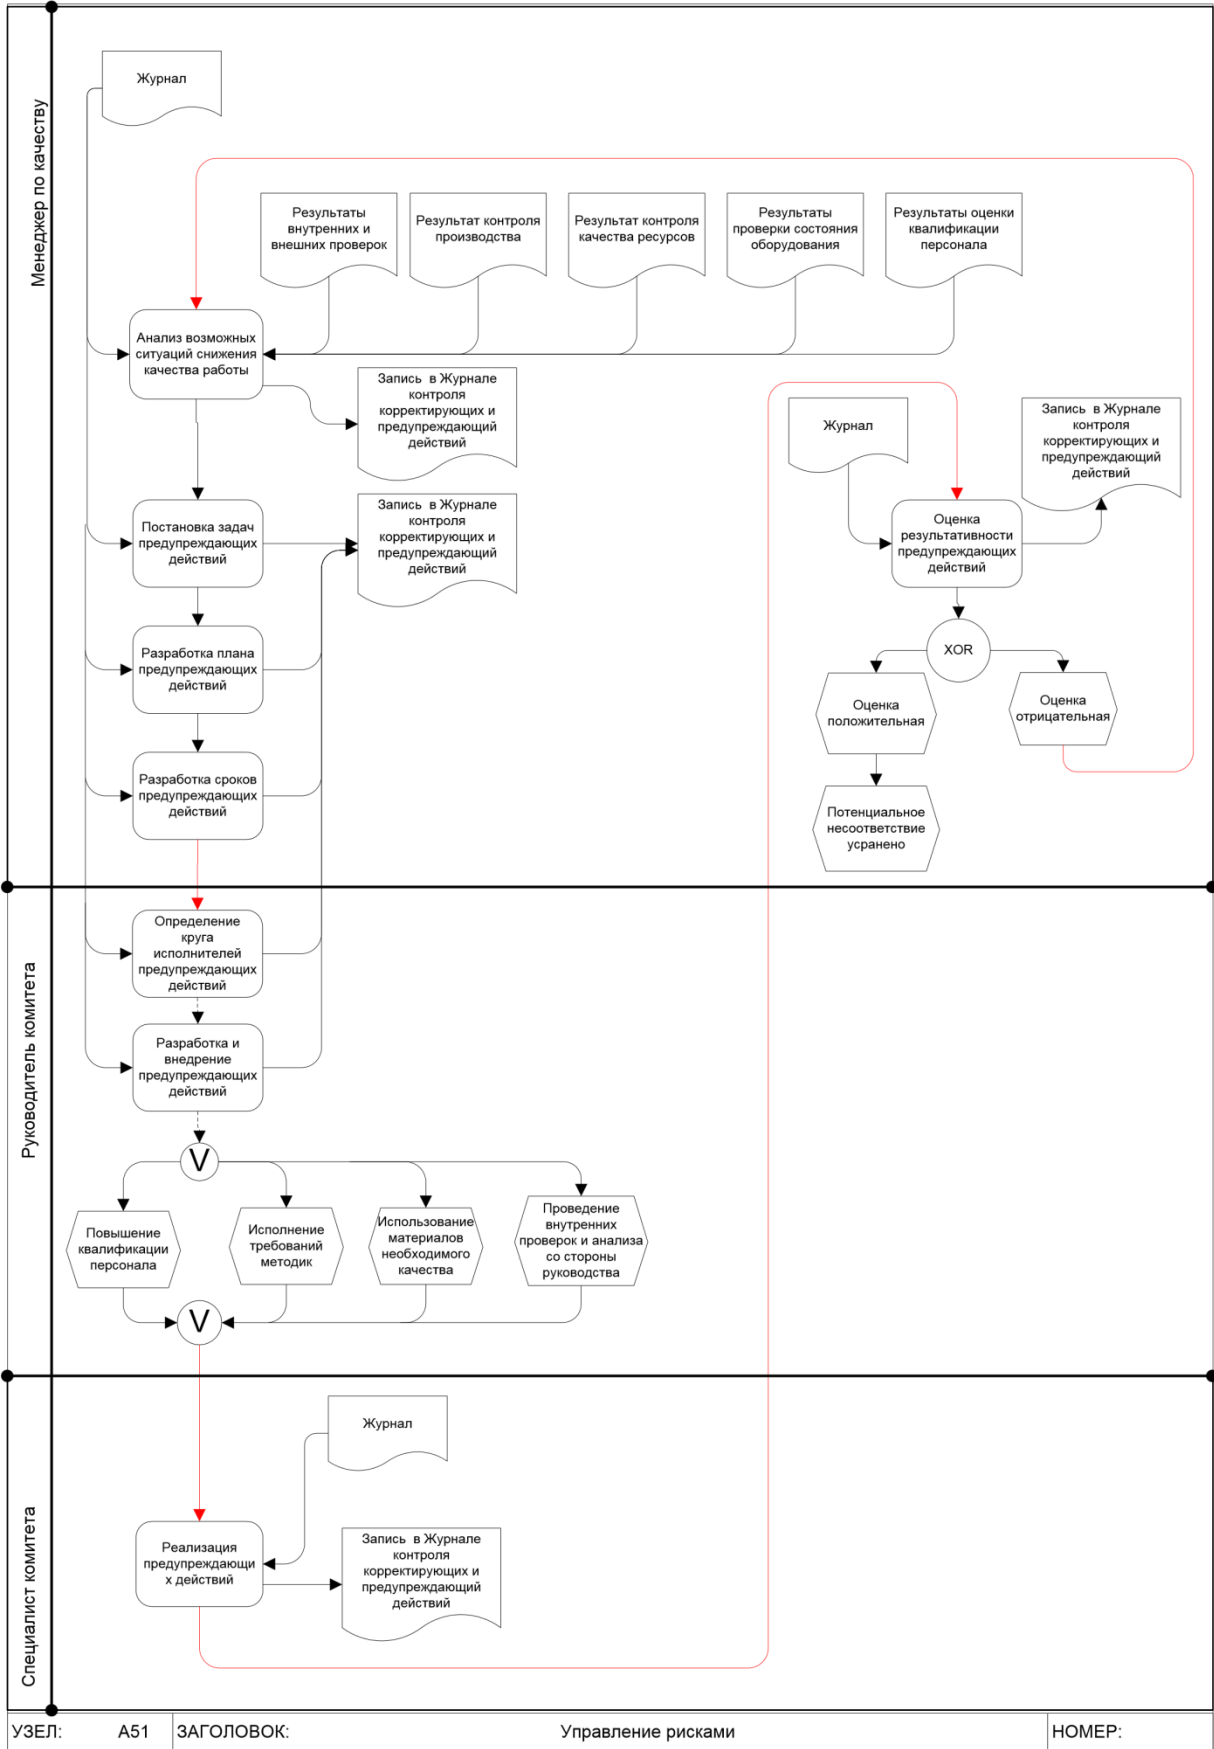 Менеджер по качеству
Журнал
Результаты
внутренних и
внешних проверок
Результат контроля
производства
Результат контроля
качества ресурсов
Результаты
проверки состояния
оборудования
Результаты оценки
квалификации
персонала
Анализ возможных
ситуаций снижения
качества работы
Запись в Журнале
контроля
корректирующих и
предупреждающий
действий
Журнал
Запись в Журнале
контроля
корректирующих и
предупреждающий
действий
Постановка задач
предупреждающих
действий
Запись в Журнале
контроля
корректирующих и
предупреждающий
действий
Оценка
результативности
предупреждающих
действий
Разработка плана
предупреждающих
действий
XOR
Оценка
положительная
Оценка
отрицательная
Разработка сроков
предупреждающих
действий
Потенциальное
несоответствие
усранено
Руководитель комитета
Определение
круга
исполнителей
предупреждающих
действий
Разработка и
внедрение
предупреждающих
действий
V
Повышение
квалификации
персонала
Исполнение
требований
методик
Использование
материалов
необходимого
качества
Проведение
внутренних
проверок и анализа
со стороны
руководства
V
Специалист комитета
Журнал
Реализация
предупреждающи
х действий
Запись в Журнале
контроля
корректирующих и
предупреждающий
действий
УЗЕЛ: А51 ЗАГОЛОВОК: Управление рисками НОМЕР: